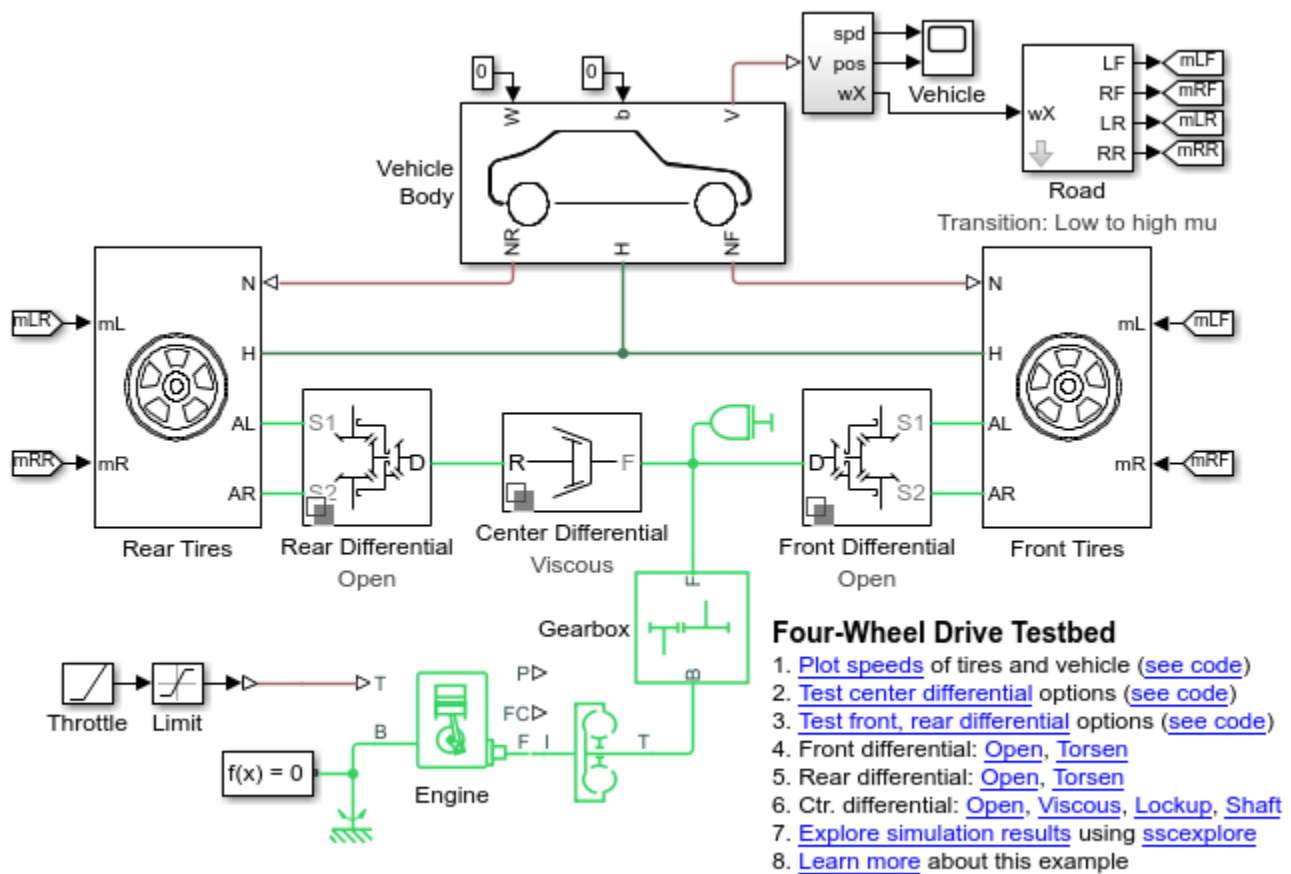 spd
V pos
wX
Vehicle
wX
LF
RF
LR
RR
mLF
mRF
mLR
mRR
Road
Transition: Low to high mu
0
0
W
b
V
Vehicle
Body
NR
H
NF
mLR
mRR
mL
mR
N
H
AL
AR
Rear Tires
S1
S2
D
Rear Differential
Open
R
F
Center Differential
Viscous
D
S1
S2
Front Differential
Open
N
H
AL
AR
mL
mR
Front Tires
mLF
mRF
F
Gearbox
B
Throttle
Limit
T
B
f(x) = 0
Engine
P
FC
F I
T
Four-Wheel Drive Testbed
1. Plot speeds of tires and vehicle (see code)
2. Test center differential options (see code)
3. Test front, rear differential options (see code)
4. Front differential: Open, Torsen
5. Rear differential: Open, Torsen
6. Ctr. differential: Open, Viscous, Lockup, Shaft
7. Explore simulation results using sscexplore
8. Learn more about this example